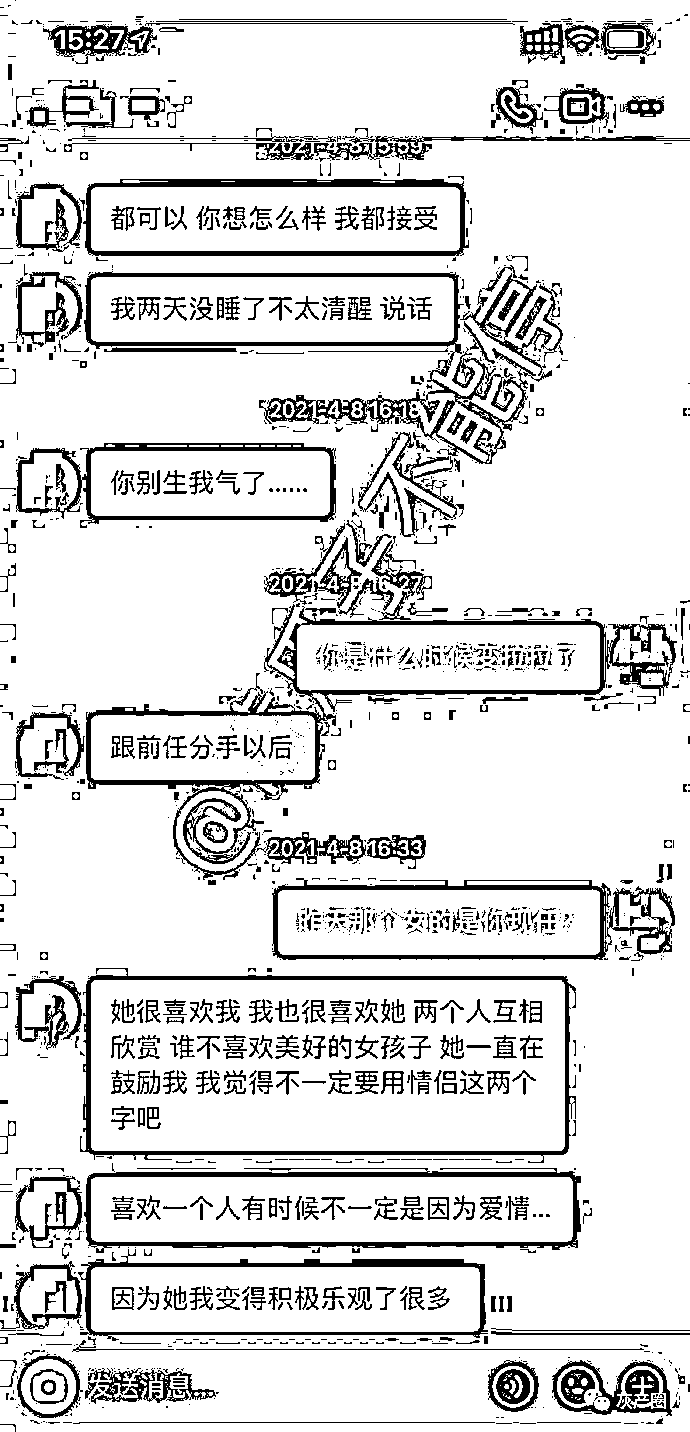 15:27
2021-4-8 15:59
都可以 你想怎么样 我都接受
我两天没睡了不太清醒 说话
2021-4-8 16:18
你别生我气了......
2021-4-8 16:27
你是什么时候变拉拉了
跟前任分手以后
2021-4-8 16:33
昨天那个女的是你现任?
她很喜欢我 我也很喜欢她 两个人互相
欣赏 谁不喜欢美好的女孩子 她一直在
鼓励我 我觉得不一定要用情侣这两个
字吧
喜欢一个人有时候不一定是因为爱情...
因为她我变得积极乐观了很多
发送消息...